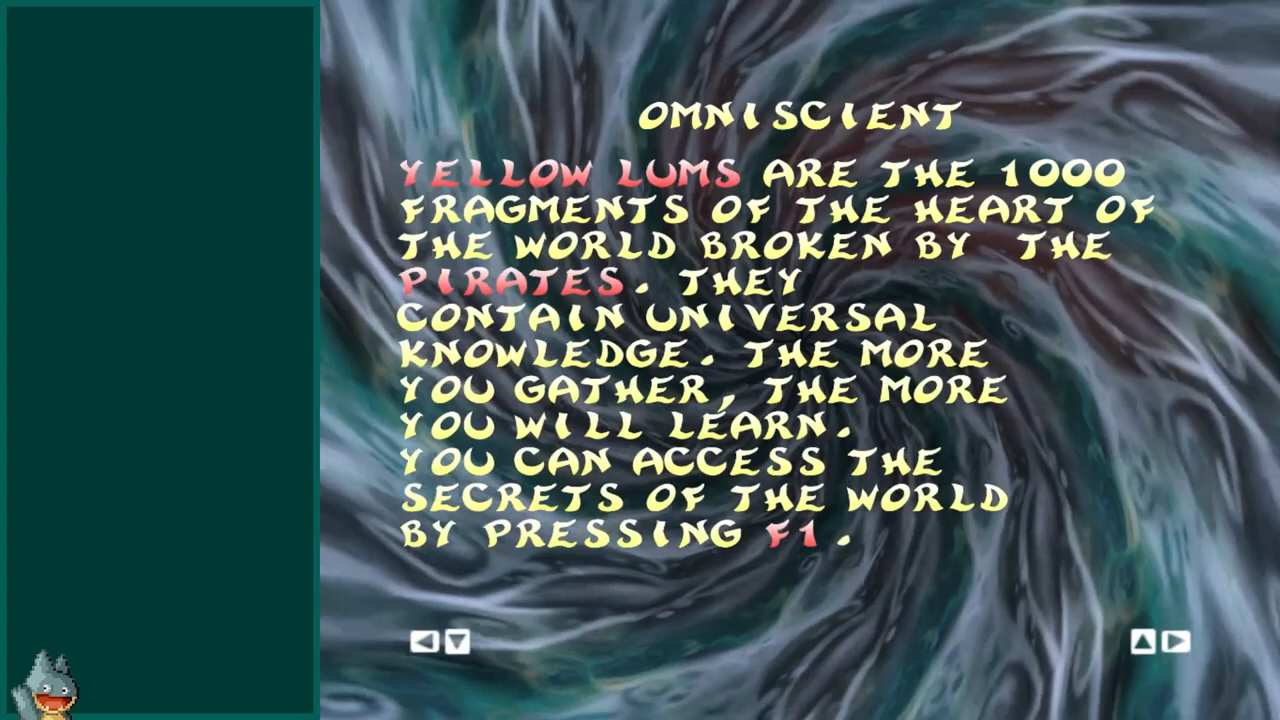 OMNISCIENT
YELLOW LUMS ARE THE 1000
FRAGMENTS OF THE HEART OF
THE WORLD BROKEN BY THE
PIRATES. THEY
CONTAIN UNIVERSAL
KNOWLEDGE. THE MORE
YOU GATHER, THE MORE
YOU WILL LEARN.
YOU CAN ACCESS THE
SECRETS OF THE WORLD
BY PRESSING F1.